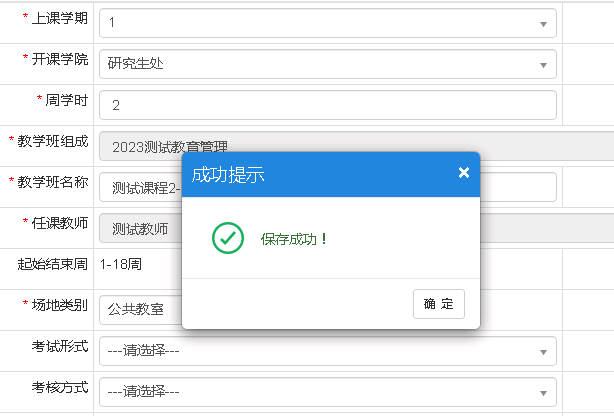 * 上课学期 1
* 开课学院 研究生处
* 周学时 2
* 教学班组成 2023测试教育管理
* 教学班名称 测试课程2-
* 任课教师 测试教师
起始结束周 1-18周
* 场地类别 公共教室
考试形式 ---请选择---
考核方式 ---请选择---
成功提示 ×
保存成功！
确 定